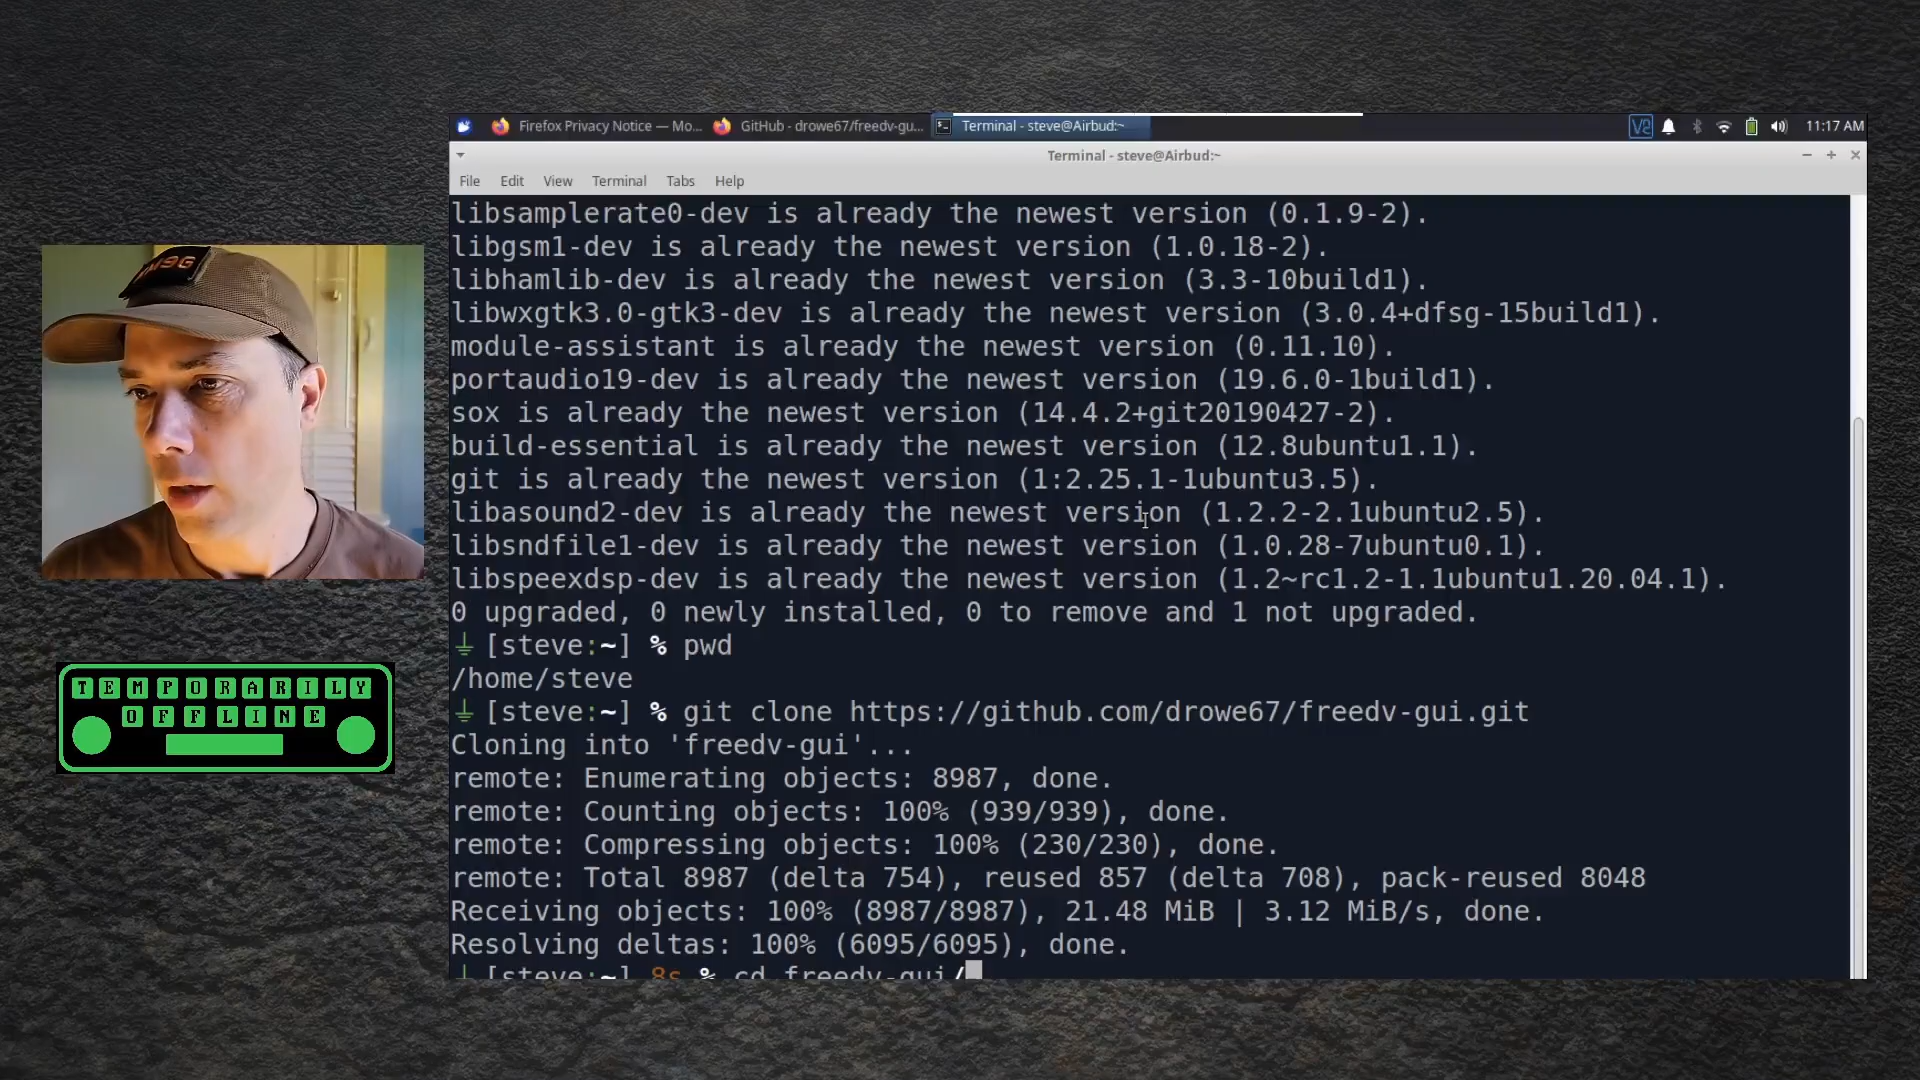 Firefox Privacy Notice — Mo...
GitHub - drowe67/freedv-gu...
Terminal - steve@Airbud:~
11:17 AM
Terminal - steve@Airbud:~
File Edit View Terminal Tabs Help
libsamplerate0-dev is already the newest version (0.1.9-2).
libgsm1-dev is already the newest version (1.0.18-2).
libhamlib-dev is already the newest version (3.3-10build1).
libwxgtk3.0-gtk3-dev is already the newest version (3.0.4+dfsg-15build1).
module-assistant is already the newest version (0.11.10).
portaudio19-dev is already the newest version (19.6.0-1build1).
sox is already the newest version (14.4.2+git20190427-2).
build-essential is already the newest version (12.8ubuntu1.1).
git is already the newest version (1:2.25.1-1ubuntu3.5).
libasound2-dev is already the newest version (1.2.2-2.1ubuntu2.5).
libsndfile1-dev is already the newest version (1.0.28-7ubuntu0.1).
libspeexdsp-dev is already the newest version (1.2~rc1.2-1.1ubuntu1.20.04.1).
0 upgraded, 0 newly installed, 0 to remove and 1 not upgraded.
[steve:~] % pwd
/home/steve
[steve:~] % git clone https://github.com/drowe67/freedv-gui.git
Cloning into 'freedv-gui'...
remote: Enumerating objects: 8987, done.
remote: Counting objects: 100% (939/939), done.
remote: Compressing objects: 100% (230/230), done.
remote: Total 8987 (delta 754), reused 857 (delta 708), pack-reused 8048
Receiving objects: 100% (8987/8987), 21.48 MiB | 3.12 MiB/s, done.
Resolving deltas: 100% (6095/6095), done.
[steve:~] 8s % cd freedv-gui/
TEMPORARILY
OFFLINE